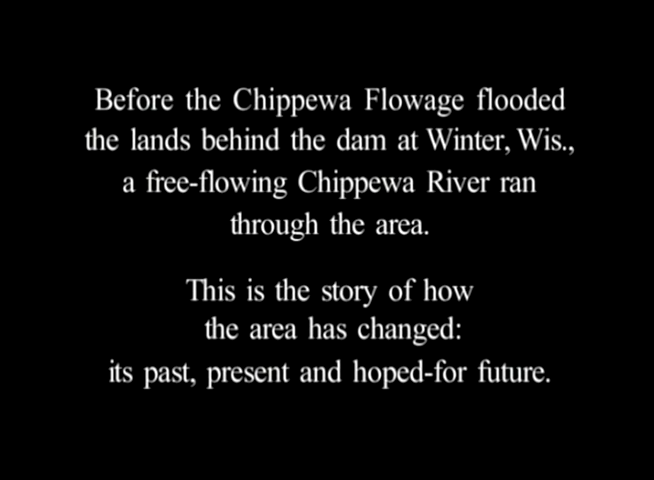 Before the Chippewa Flowage flooded
the lands behind the dam at Winter, Wis.,
a free-flowing Chippewa River ran
through the area.
This is the story of how
the area has changed:
its past, present and hoped-for future.